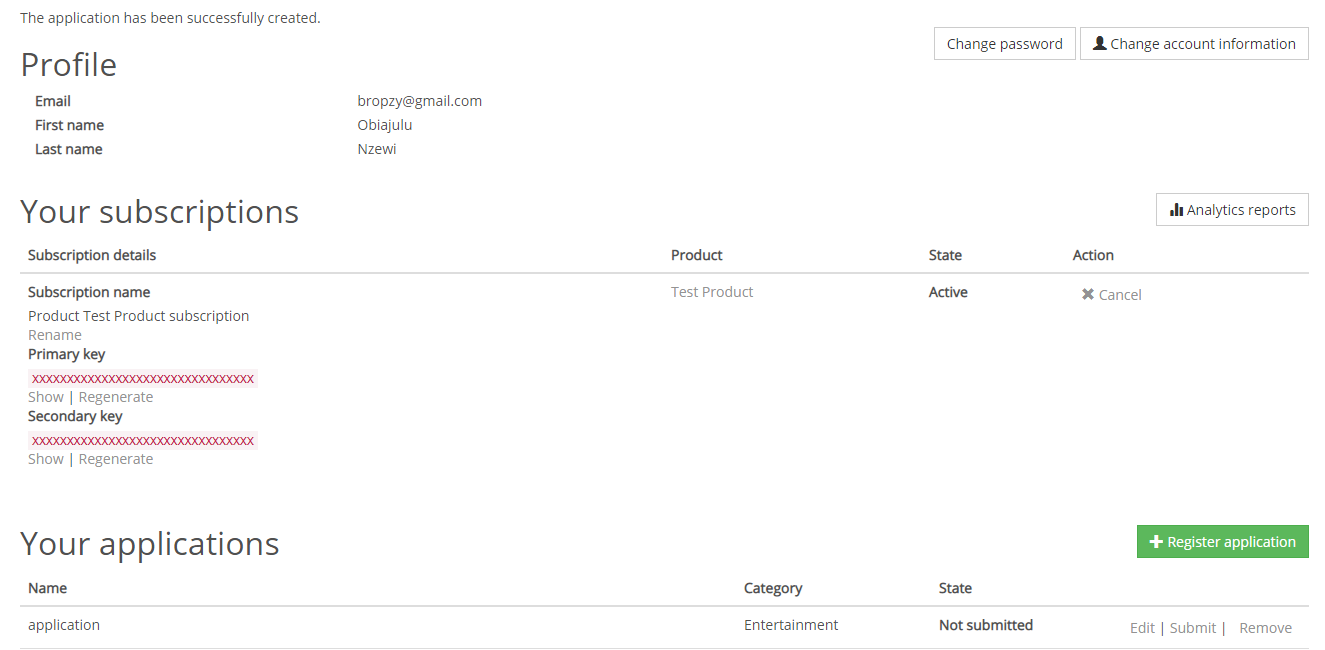 The application has been successfully created.
Change password
Change account information
Profile
Email bropzy@gmail.com
First name Obiajulu
Last name Nzewi
Your subscriptions
Analytics reports
Subscription details Product State Action
Subscription name Test Product Active Cancel
Product Test Product subscription
Rename
Primary key
XXXXXXXXXXXXXXXXXXXXXXXXXXXXXXXX
Show | Regenerate
Secondary key
XXXXXXXXXXXXXXXXXXXXXXXXXXXXXXXX
Show | Regenerate
Your applications
Register application
Name Category State
application Entertainment Not submitted Edit | Submit | Remove